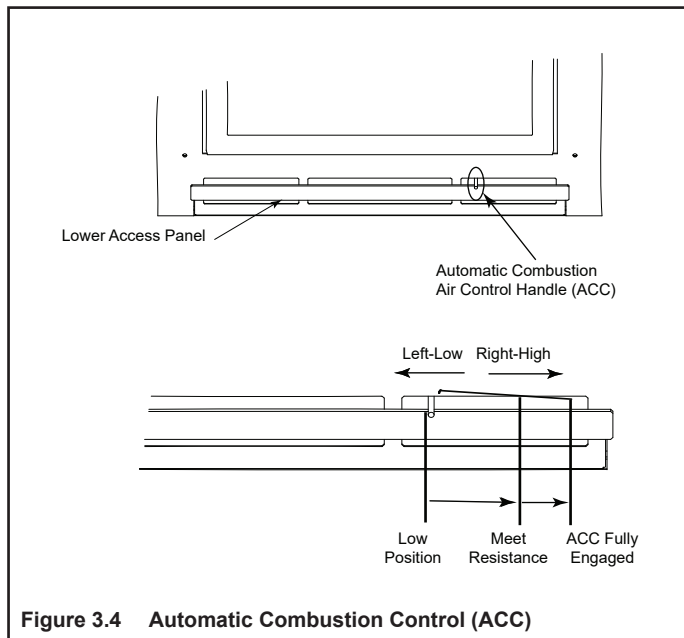 Lower Access Panel
Automatic Combustion
Air Control Handle (ACC)
Left-Low Right-High
Low
Position
Meet
Resistance
ACC Fully
Engaged
Figure 3.4 Automatic Combustion Control (ACC)